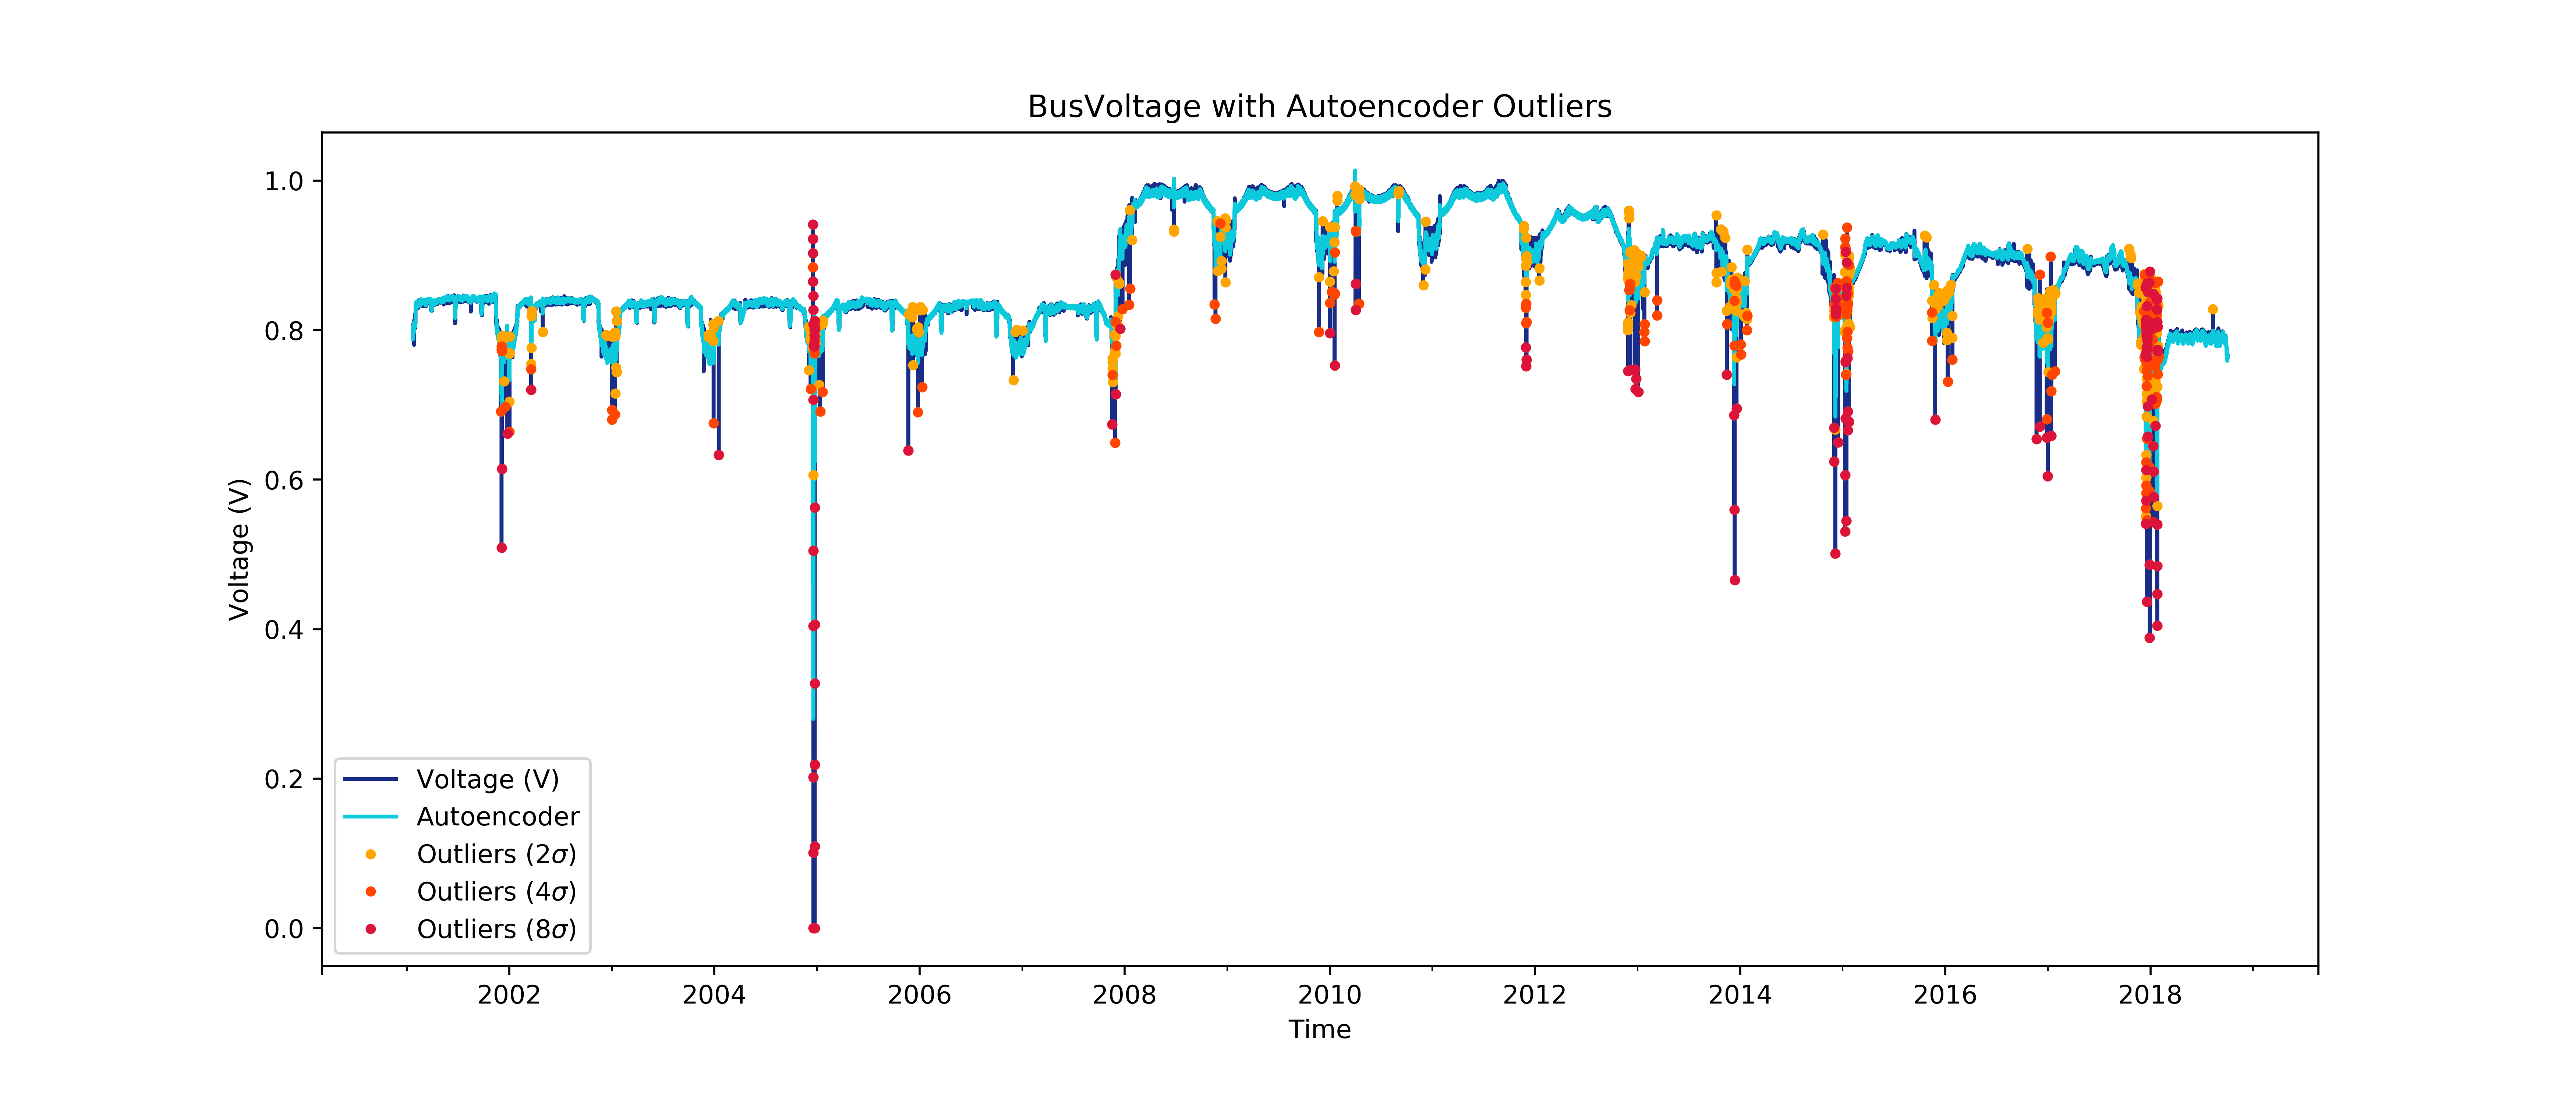 BusVoltage with Autoencoder Outliers
Voltage (V)
1.0
0.8
0.6
0.4
0.2
0.0
Voltage (V)
Autoencoder
Outliers (2σ)
Outliers (4σ)
Outliers (8σ)
2002 2004 2006 2008 2010 2012 2014 2016 2018
Time